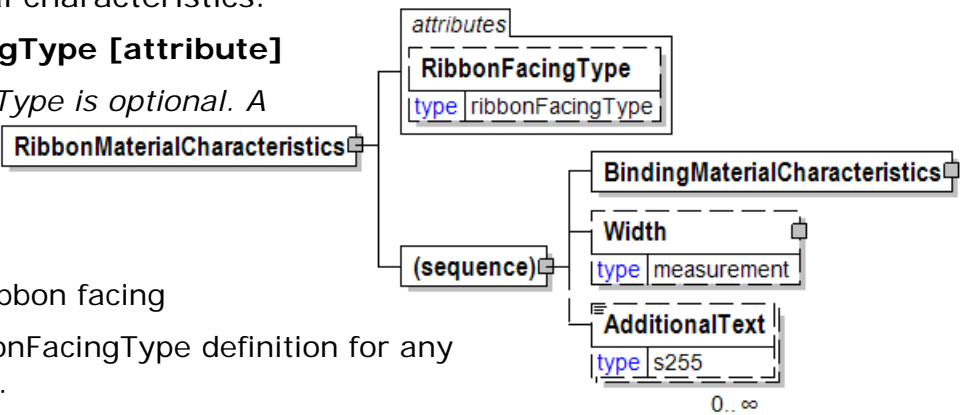 al characteristics.
gType [attribute]
Type is optional. A
bbon facing
onFacingType definition for any
.
RibbonMaterialCharacteristics
attributes
RibbonFacingType
type ribbonFacingType
(sequence)
BindingMaterialCharacteristics
Width
type measurement
AdditionalText
type s255
0..∞